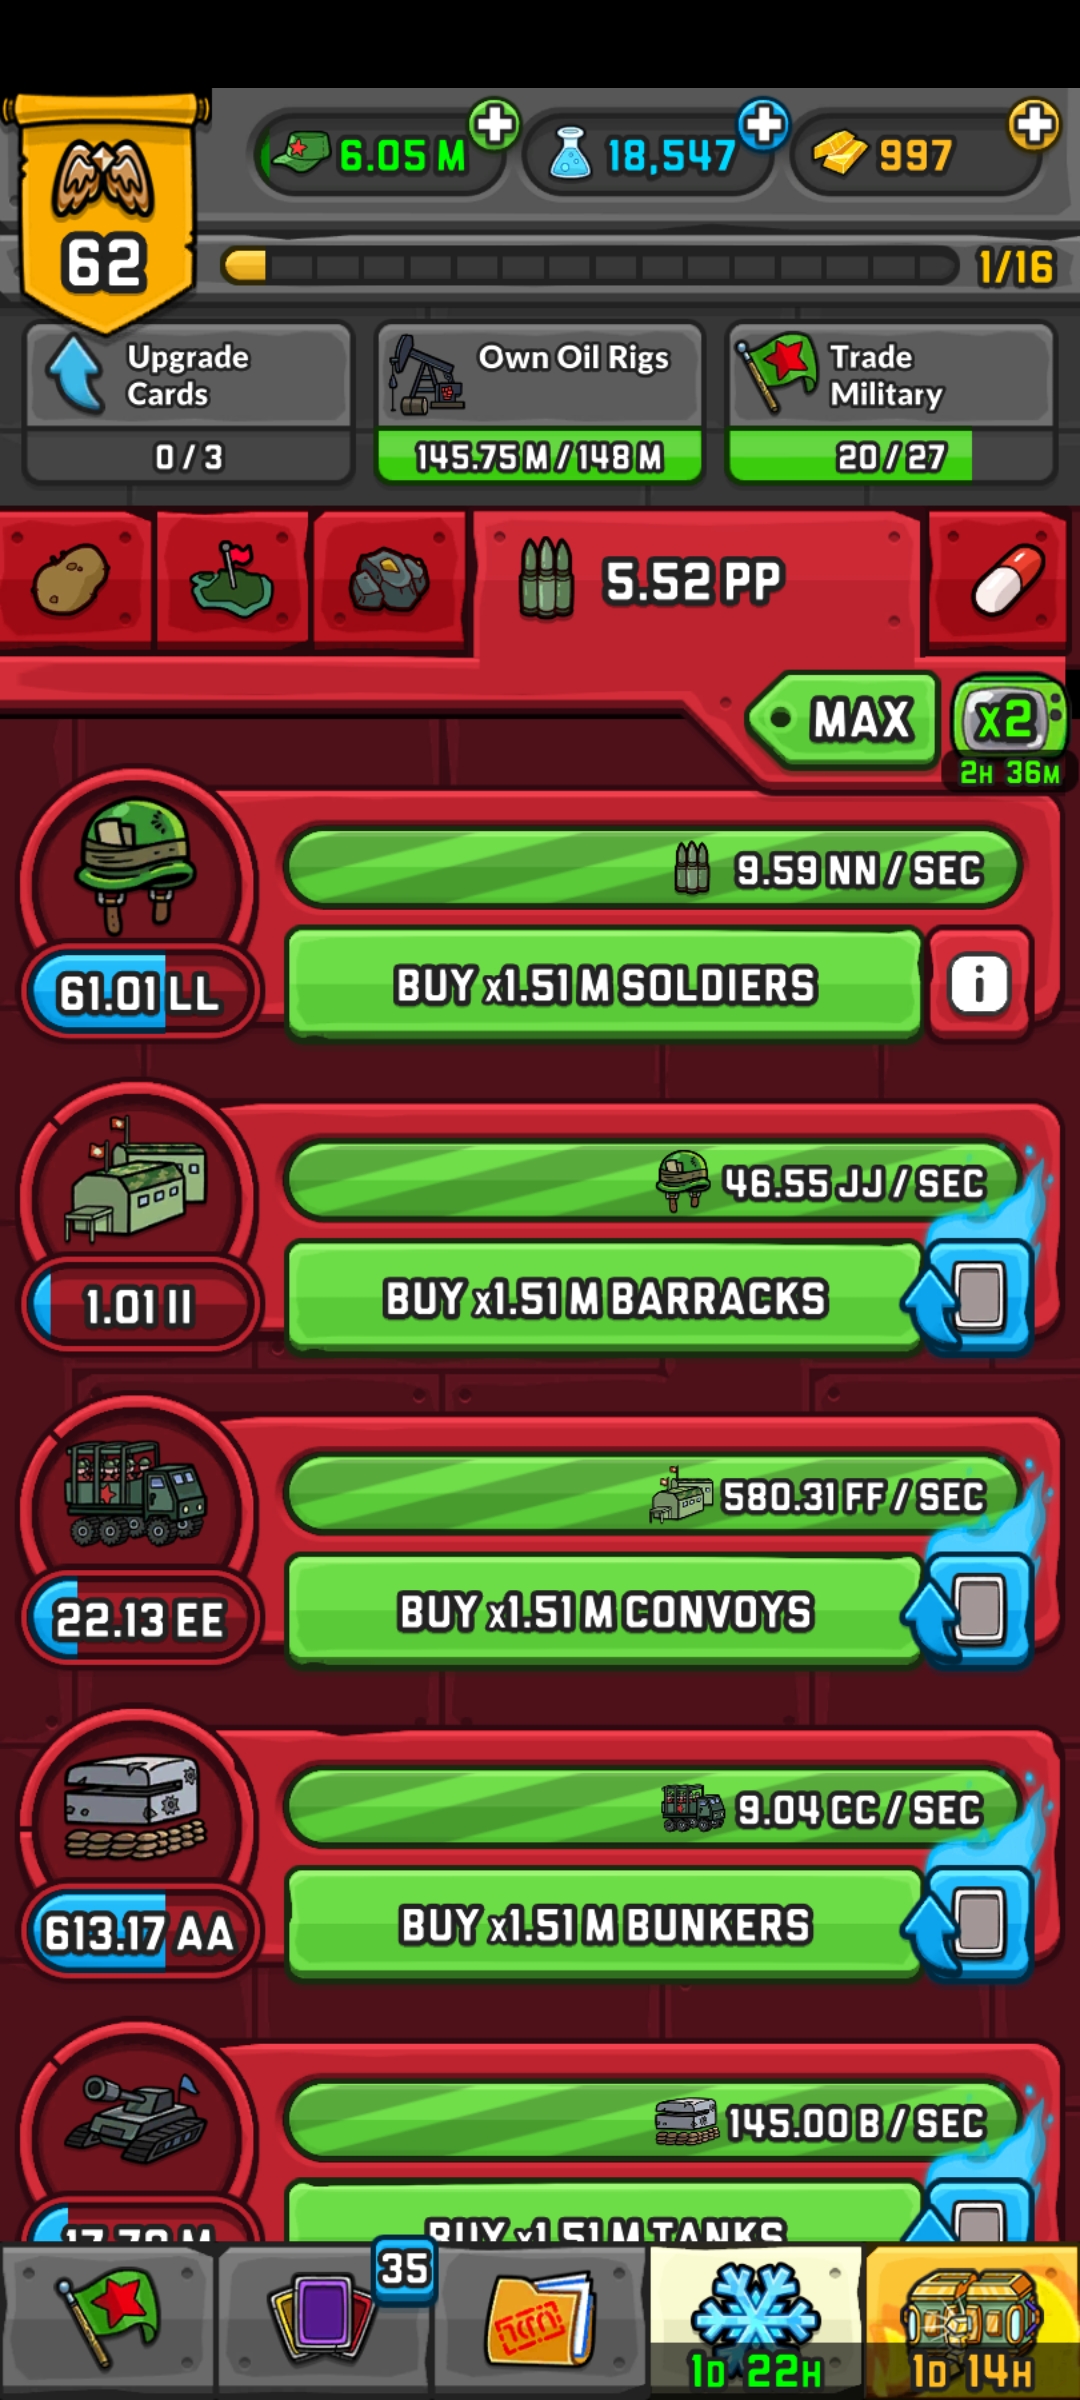 62
6.05 M
18,547
997
1/16
Upgrade
Cards
0 / 3
Own Oil Rigs
145.75 M / 148 M
Trade
Military
20 / 27
5.52 PP
MAX
x2
2H 36M
9.59 NN / SEC
61.01 LL
BUY x1.51 M SOLDIERS
i
46.55 JJ / SEC
1.01 II
BUY x1.51 M BARRACKS
580.31 FF / SEC
22.13 EE
BUY x1.51 M CONVOYS
9.04 CC / SEC
613.17 AA
BUY x1.51 M BUNKERS
145.00 B / SEC
BUY x1.51 M TANKS
35
1D 22H
1D 14H